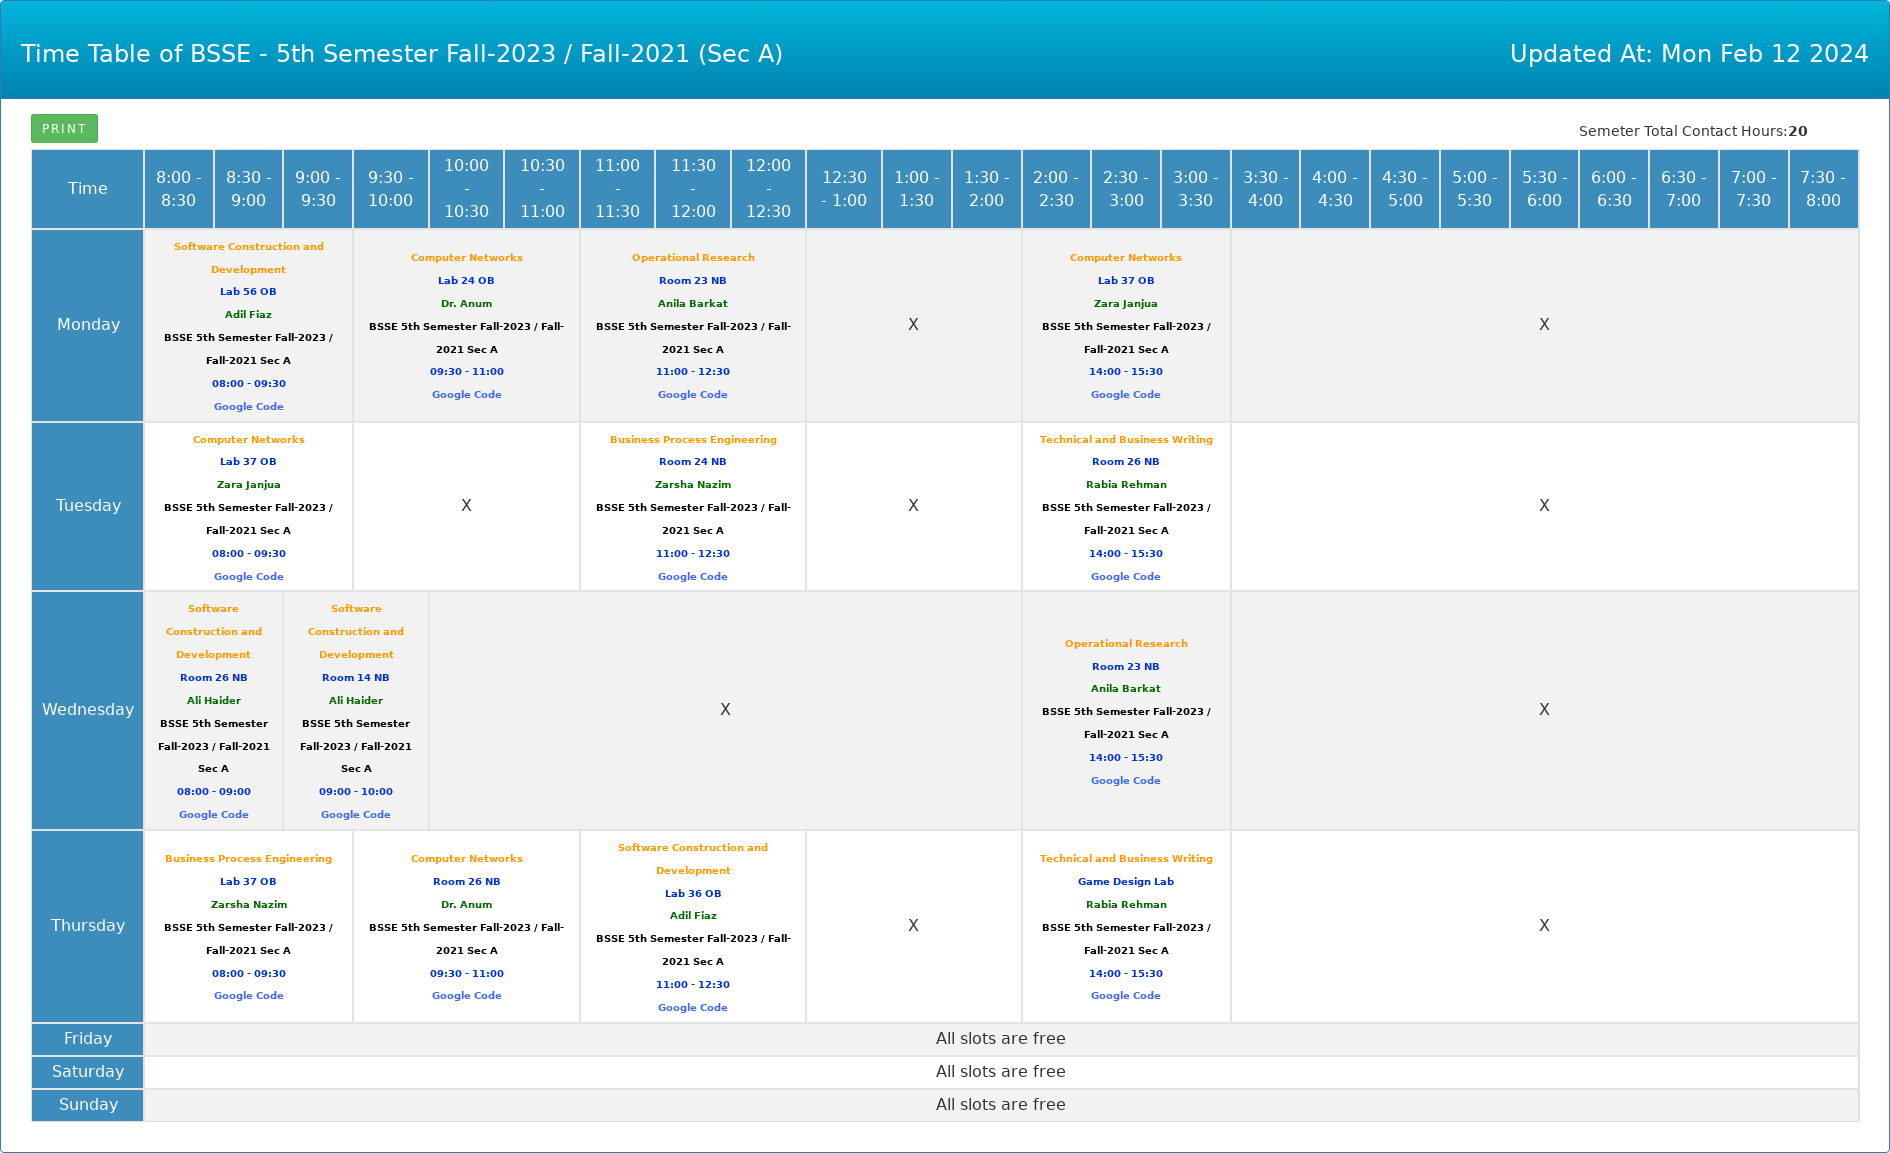 Time Table of BSSE - 5th Semester Fall-2023 / Fall-2021 (Sec A)
Updated At: Mon Feb 12 2024
PRINT
Semeter Total Contact Hours:20
Time
8:00 -
8:30
8:30 -
9:00
9:00 -
9:30
9:30 -
10:00
10:00
-
10:30
10:30
-
11:00
11:00
-
11:30
11:30
-
12:00
12:00
-
12:30
12:30
- 1:00
1:00 -
1:30
1:30 -
2:00
2:00 -
2:30
2:30 -
3:00
3:00 -
3:30
3:30 -
4:00
4:00 -
4:30
4:30 -
5:00
5:00 -
5:30
5:30 -
6:00
6:00 -
6:30
6:30 -
7:00
7:00 -
7:30
7:30 -
8:00
Monday
Software Construction and
Development
Lab 56 OB
Adil Fiaz
BSSE 5th Semester Fall-2023 /
Fall-2021 Sec A
08:00 - 09:30
Google Code
Computer Networks
Lab 24 OB
Dr. Anum
BSSE 5th Semester Fall-2023 / Fall-
2021 Sec A
09:30 - 11:00
Google Code
Operational Research
Room 23 NB
Anila Barkat
BSSE 5th Semester Fall-2023 / Fall-
2021 Sec A
11:00 - 12:30
Google Code
X
Computer Networks
Lab 37 OB
Zara Janjua
BSSE 5th Semester Fall-2023 /
Fall-2021 Sec A
14:00 - 15:30
Google Code
X
Tuesday
Computer Networks
Lab 37 OB
Zara Janjua
BSSE 5th Semester Fall-2023 /
Fall-2021 Sec A
08:00 - 09:30
Google Code
X
Business Process Engineering
Room 24 NB
Zarsha Nazim
BSSE 5th Semester Fall-2023 / Fall-
2021 Sec A
11:00 - 12:30
Google Code
X
Technical and Business Writing
Room 26 NB
Rabia Rehman
BSSE 5th Semester Fall-2023 /
Fall-2021 Sec A
14:00 - 15:30
Google Code
X
Wednesday
Software
Construction and
Development
Room 26 NB
Ali Haider
BSSE 5th Semester
Fall-2023 / Fall-2021
Sec A
08:00 - 09:00
Google Code
Software
Construction and
Development
Room 14 NB
Ali Haider
BSSE 5th Semester
Fall-2023 / Fall-2021
Sec A
09:00 - 10:00
Google Code
X
Operational Research
Room 23 NB
Anila Barkat
BSSE 5th Semester Fall-2023 /
Fall-2021 Sec A
14:00 - 15:30
Google Code
X
Thursday
Business Process Engineering
Lab 37 OB
Zarsha Nazim
BSSE 5th Semester Fall-2023 /
Fall-2021 Sec A
08:00 - 09:30
Google Code
Computer Networks
Room 26 NB
Dr. Anum
BSSE 5th Semester Fall-2023 / Fall-
2021 Sec A
09:30 - 11:00
Google Code
Software Construction and
Development
Lab 36 OB
Adil Fiaz
BSSE 5th Semester Fall-2023 / Fall-
2021 Sec A
11:00 - 12:30
Google Code
X
Technical and Business Writing
Game Design Lab
Rabia Rehman
BSSE 5th Semester Fall-2023 /
Fall-2021 Sec A
14:00 - 15:30
Google Code
X
Friday
All slots are free
Saturday
All slots are free
Sunday
All slots are free